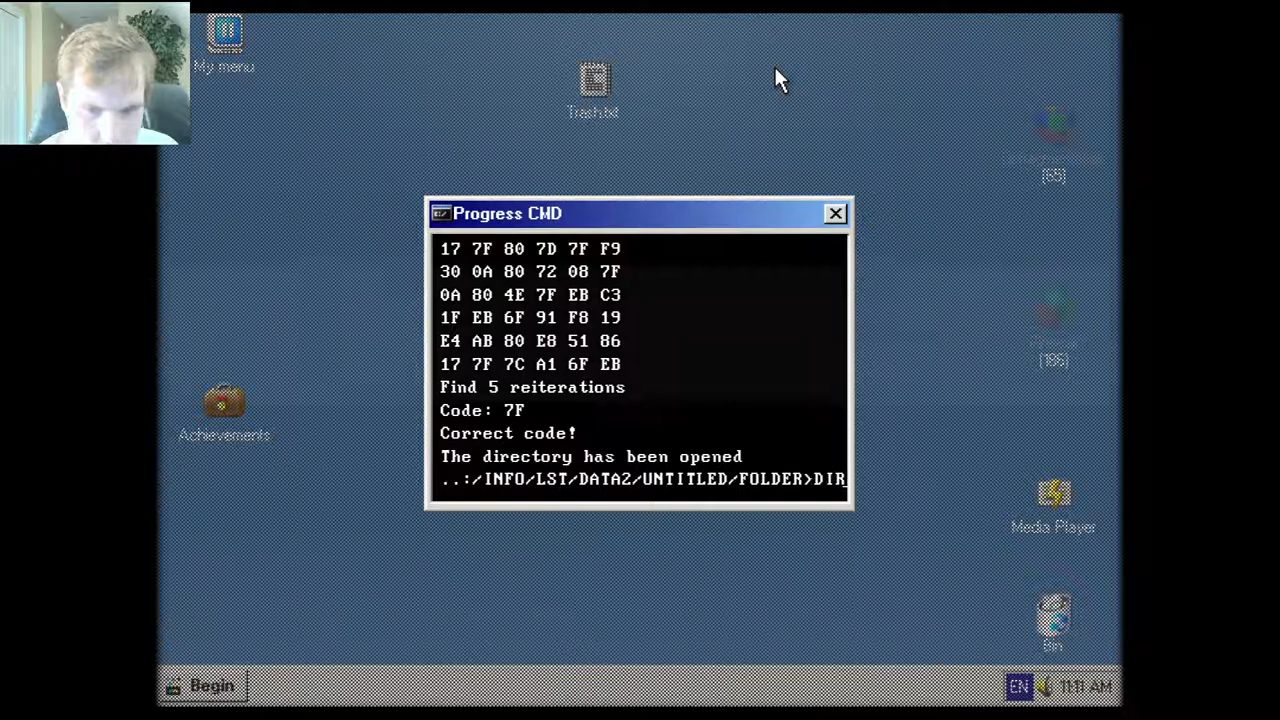 My menu
Trash.txt
(65)
Progress CMD
17 7F 80 7D 7F F9
30 0A 80 72 08 7F
0A 80 4E 7F EB C3
1F EB 6F 91 F8 19
E4 AB 80 E8 51 86
17 7F 7C A1 6F EB
Find 5 reiterations
Code: 7F
Correct code!
The directory has been opened
..:/INFO/LST/DATA2/UNTITLED/FOLDER>DIR_
(186)
Achievements
Media Player
Bin
Begin
EN
11:11 AM